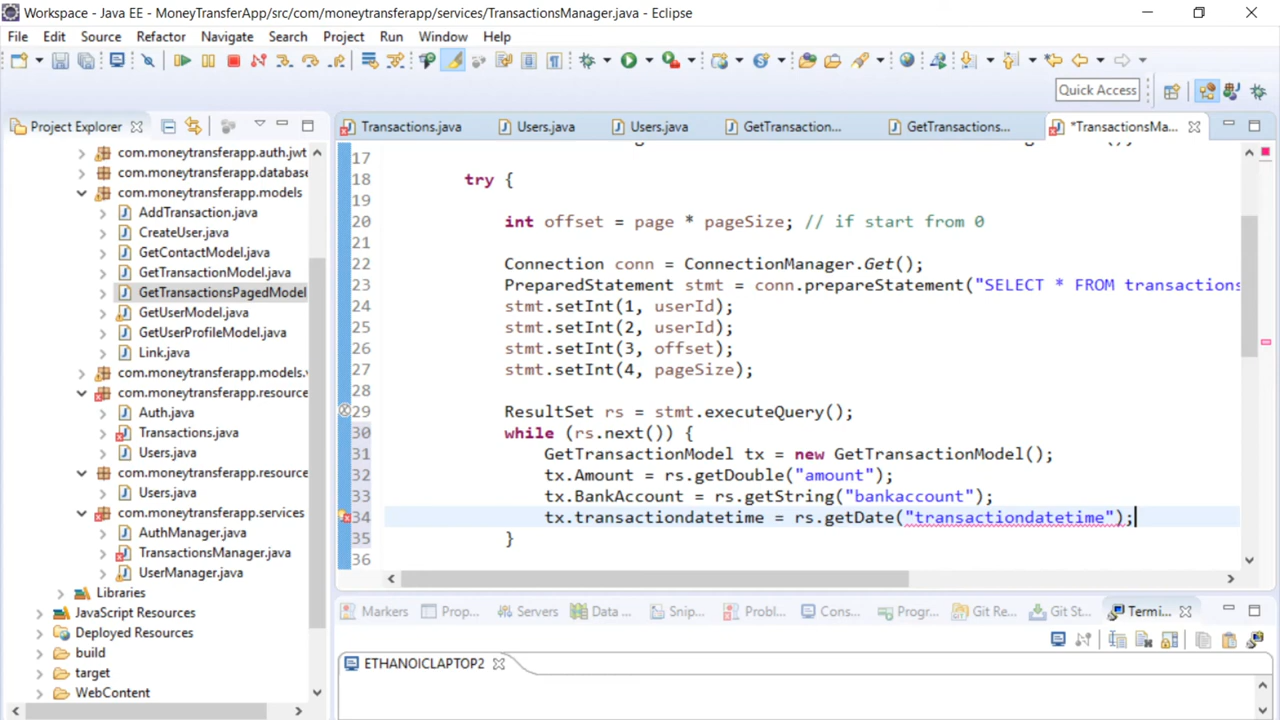 Workspace - Java EE - MoneyTransferApp/src/com/moneytransferapp/services/TransactionsManager.java - Eclipse
File Edit Source Refactor Navigate Search Project Run Window Help
Quick Access
Project Explorer
Transactions.java
Users.java
Users.java
GetTransaction...
GetTransactions...
*TransactionsMa...
com.moneytransferapp.auth.jwt
com.moneytransferapp.database
com.moneytransferapp.models
AddTransaction.java
CreateUser.java
GetContactModel.java
GetTransactionModel.java
GetTransactionsPagedModel
GetUserModel.java
GetUserProfileModel.java
Link.java
com.moneytransferapp.models.v
com.moneytransferapp.resource
Auth.java
Transactions.java
Users.java
com.moneytransferapp.resource
Users.java
com.moneytransferapp.services
AuthManager.java
TransactionsManager.java
UserManager.java
Libraries
JavaScript Resources
Deployed Resources
build
target
WebContent
17
18 try {
19
20 int offset = page * pageSize; // if start from 0
21
22 Connection conn = ConnectionManager.Get();
23 PreparedStatement stmt = conn.prepareStatement("SELECT * FROM transactions
24 stmt.setInt(1, userId);
25 stmt.setInt(2, userId);
26 stmt.setInt(3, offset);
27 stmt.setInt(4, pageSize);
28
29 ResultSet rs = stmt.executeQuery();
30 while (rs.next()) {
31 GetTransactionModel tx = new GetTransactionModel();
32 tx.Amount = rs.getDouble("amount");
33 tx.BankAccount = rs.getString("bankaccount");
34 tx.transactiondatetime = rs.getDate("transactiondatetime");
35 }
36
Markers Prop... Servers Data ... Snip... Probl... Cons... Progr... Git Re... Git St... Termi...
ETHANOICLAPTOP2